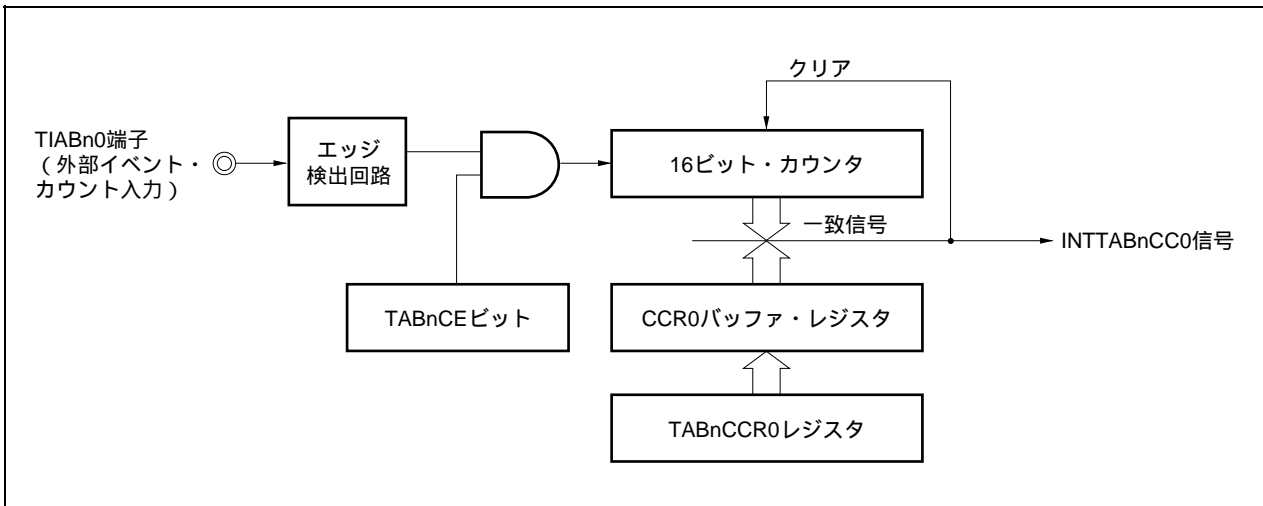 クリア
TIABn0端子
（外部イベント・
カウント入力）
エッジ
検出回路
16ビット・カウンタ
一致信号
INTTABnCC0信号
TABnCEビット
CCR0バッファ・レジスタ
TABnCCR0レジスタ